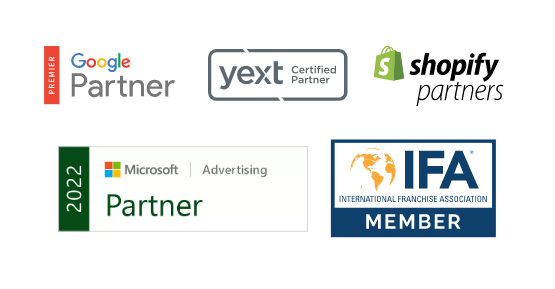 PREMIER
Google
Partner
yext Certified
Partner
shopify
partners
2022
Microsoft Advertising
Partner
IFA®
INTERNATIONAL FRANCHISE ASSOCIATION
MEMBER